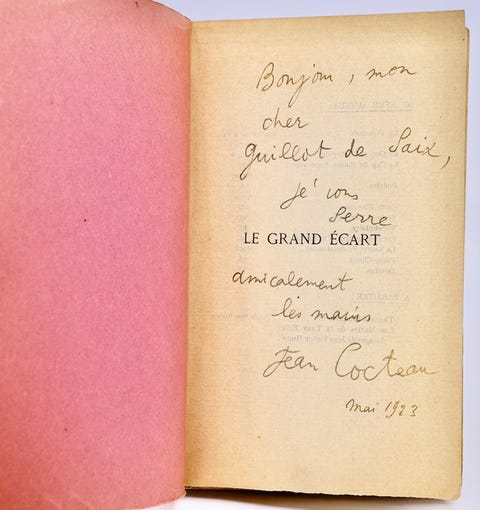 Bonjour, mon
cher
Guillot de Saix,
je vous
serre
LE GRAND ÉCART
amicalement
les mains
Jean Cocteau
mai 1923